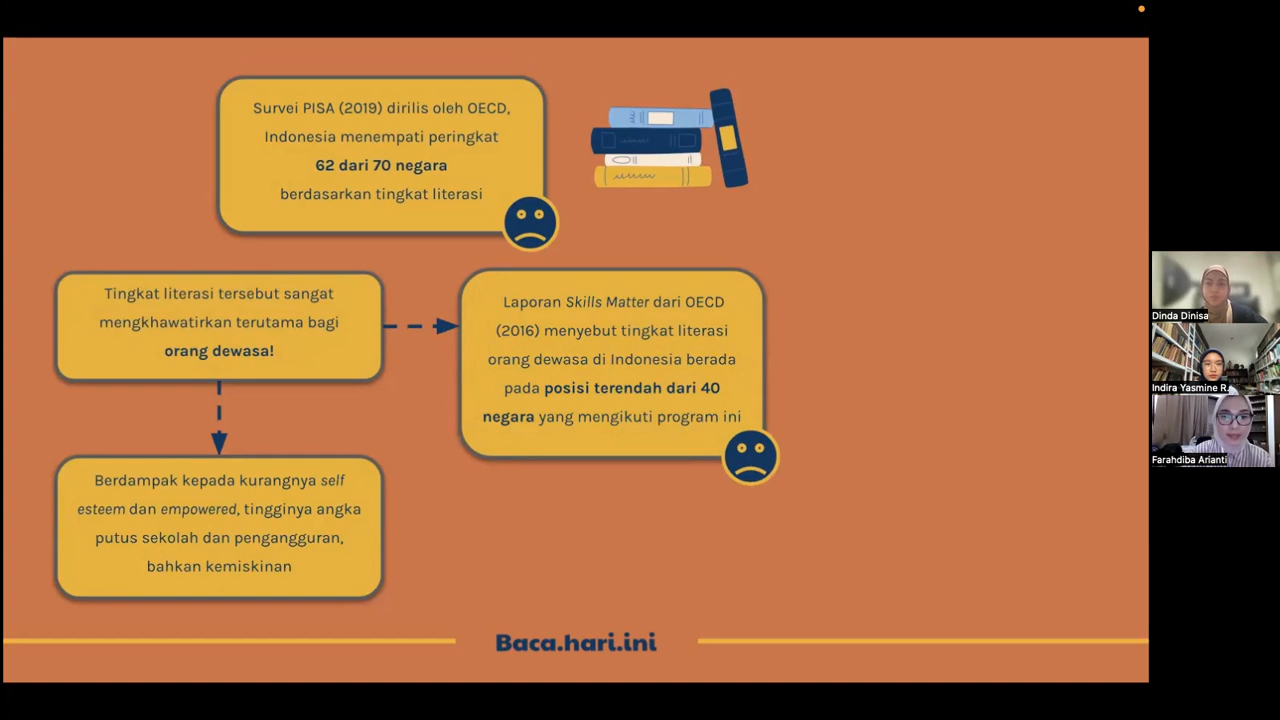 Survei PISA (2019) dirilis oleh OECD,
Indonesia menempati peringkat
62 dari 70 negara
berdasarkan tingkat literasi
Tingkat literasi tersebut sangat
mengkhawatirkan terutama bagi
orang dewasa!
Laporan Skills Matter dari OECD
(2016) menyebut tingkat literasi
orang dewasa di Indonesia berada
pada posisi terendah dari 40
negara yang mengikuti program ini
Berdampak kepada kurangnya self
esteem dan empowered, tingginya angka
putus sekolah dan pengangguran,
bahkan kemiskinan
Baca.hari.ini
Dinda Dinisa
Indira Yasmine R.
Farahdiba Arianti